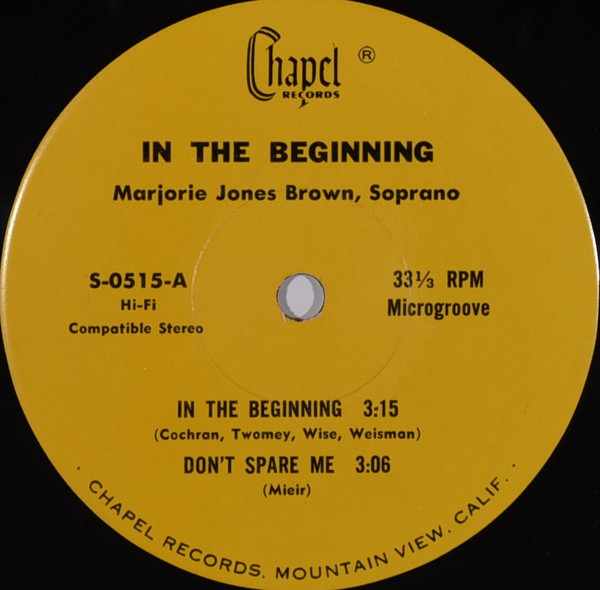 Chapel ®
RECORDS
IN THE BEGINNING
Marjorie Jones Brown, Soprano
S-0515-A
Hi-Fi
Compatible Stereo
33⅓ RPM
Microgroove
IN THE BEGINNING 3:15
(Cochran, Twomey, Wise, Weisman)
DON'T SPARE ME 3:06
(Mieir)
· CHAPEL RECORDS. MOUNTAIN VIEW. CALIF. ·